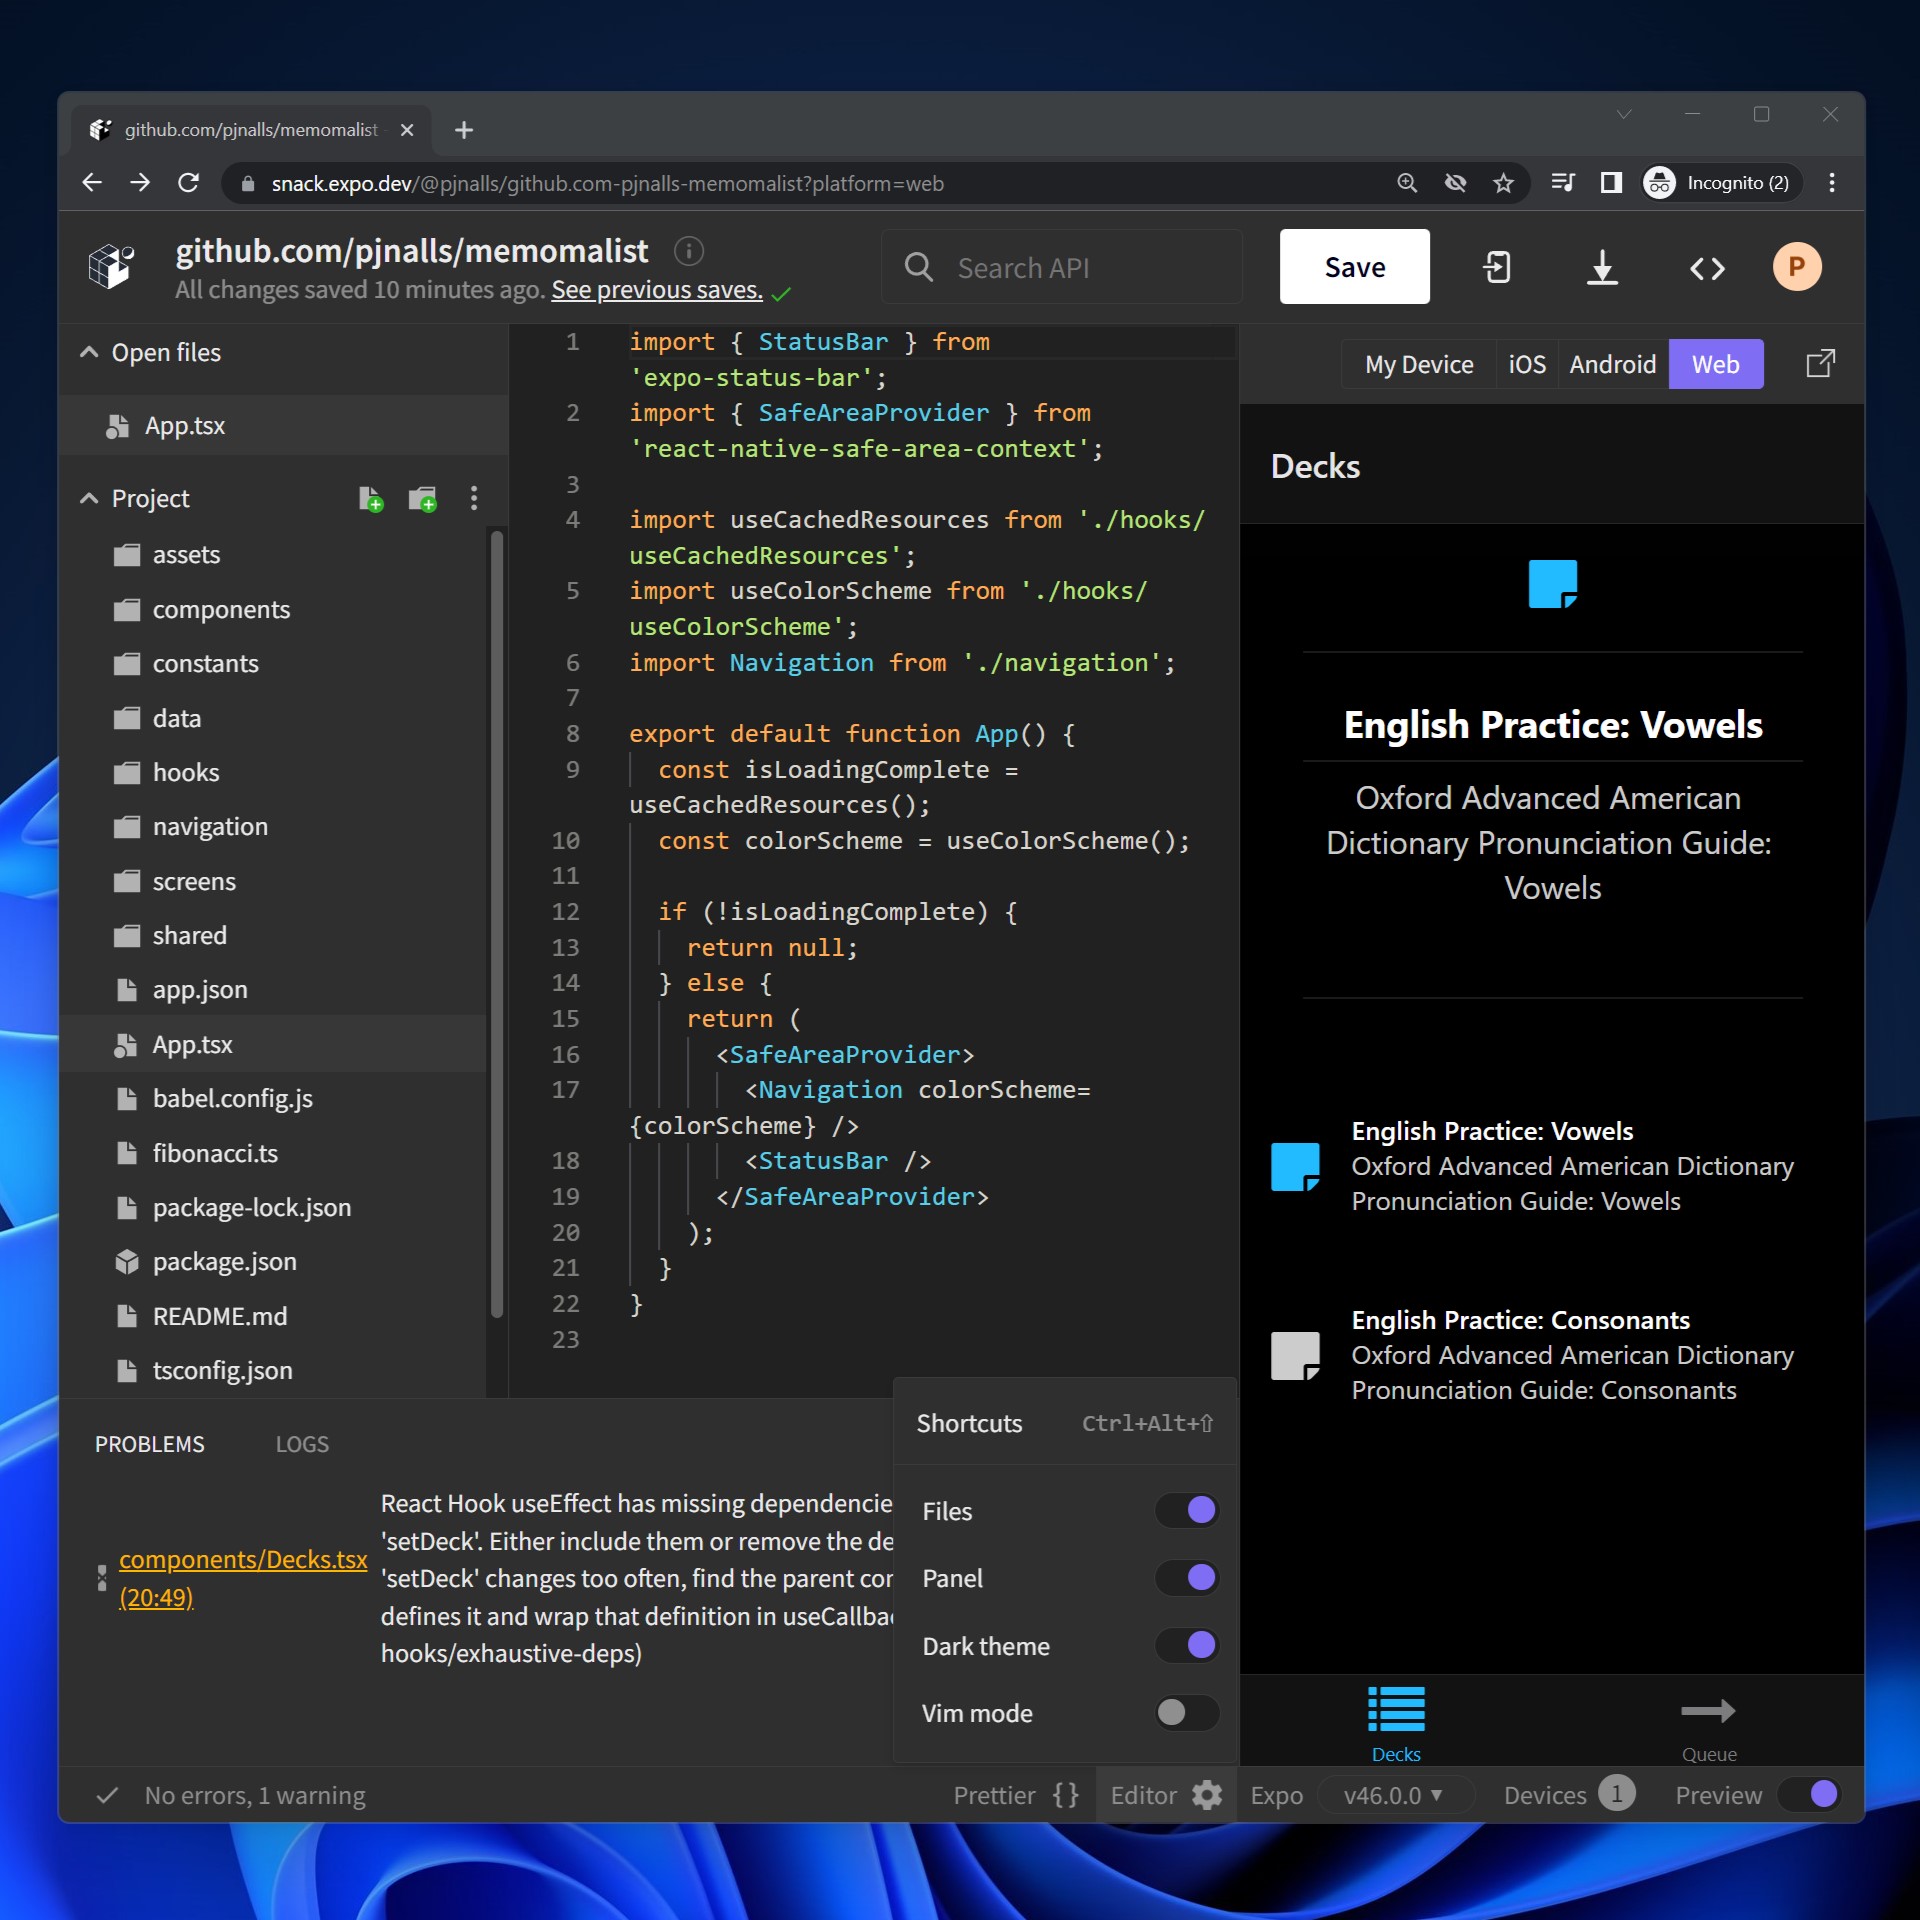 github.com/pjnalls/memomalist
snack.expo.dev/@pjnalls/github.com-pjnalls-memomalist?platform=web
Incognito (2)
github.com/pjnalls/memomalist
All changes saved 10 minutes ago. See previous saves.
Search API
Save
P
Open files
App.tsx
Project
assets
components
constants
data
hooks
navigation
screens
shared
app.json
App.tsx
babel.config.js
fibonacci.ts
package-lock.json
package.json
README.md
tsconfig.json
1 import { StatusBar } from
'expo-status-bar';
2 import { SafeAreaProvider } from
'react-native-safe-area-context';
3
4 import useCachedResources from './hooks/
useCachedResources';
5 import useColorScheme from './hooks/
useColorScheme';
6 import Navigation from './navigation';
7
8 export default function App() {
9 const isLoadingComplete =
useCachedResources();
10 const colorScheme = useColorScheme();
11
12 if (!isLoadingComplete) {
13 return null;
14 } else {
15 return (
16 <SafeAreaProvider>
17 <Navigation colorScheme=
{colorScheme} />
18 <StatusBar />
19 </SafeAreaProvider>
20 );
21 }
22 }
23
My Device iOS Android Web
Decks
English Practice: Vowels
Oxford Advanced American
Dictionary Pronunciation Guide:
Vowels
English Practice: Vowels
Oxford Advanced American Dictionary
Pronunciation Guide: Vowels
English Practice: Consonants
Oxford Advanced American Dictionary
Pronunciation Guide: Consonants
Decks
Queue
PROBLEMS LOGS
components/Decks.tsx
(20:49)
React Hook useEffect has missing dependencie
'setDeck'. Either include them or remove the de
'setDeck' changes too often, find the parent cor
defines it and wrap that definition in useCallba
hooks/exhaustive-deps)
Shortcuts Ctrl+Alt+⇧
Files
Panel
Dark theme
Vim mode
No errors, 1 warning
Prettier {} Editor Expo v46.0.0 ▼ Devices 1 Preview